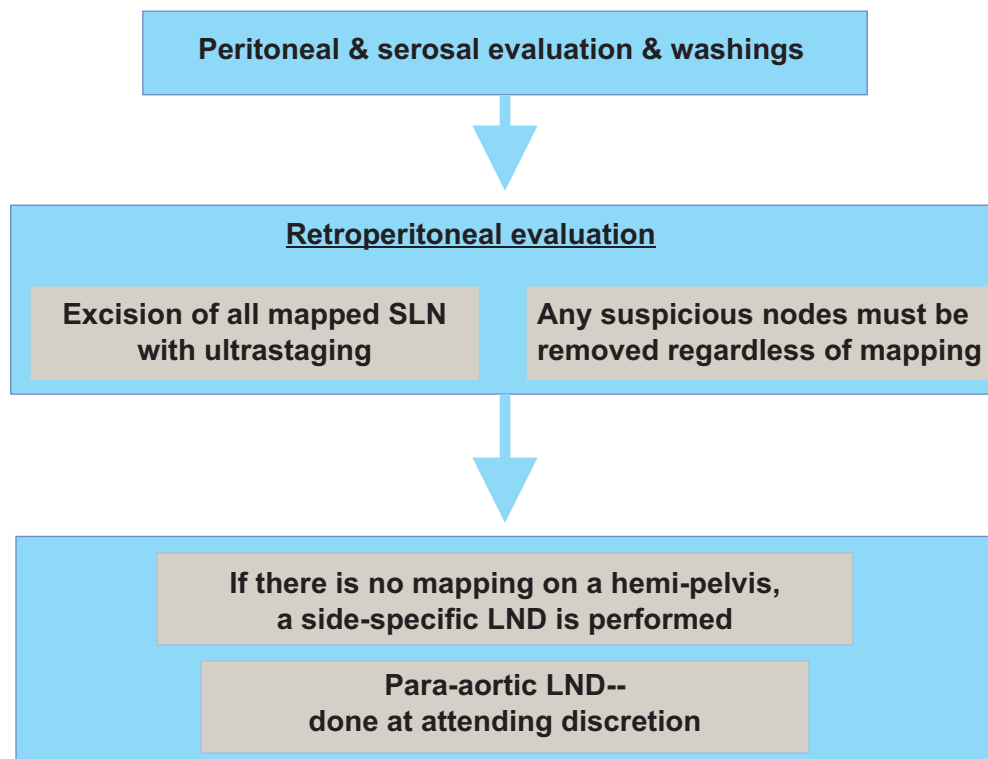 Peritoneal & serosal evaluation & washings
Retroperitoneal evaluation
Excision of all mapped SLN
with ultrastaging
Any suspicious nodes must be
removed regardless of mapping
If there is no mapping on a hemi-pelvis,
a side-specific LND is performed
Para-aortic LND--
done at attending discretion